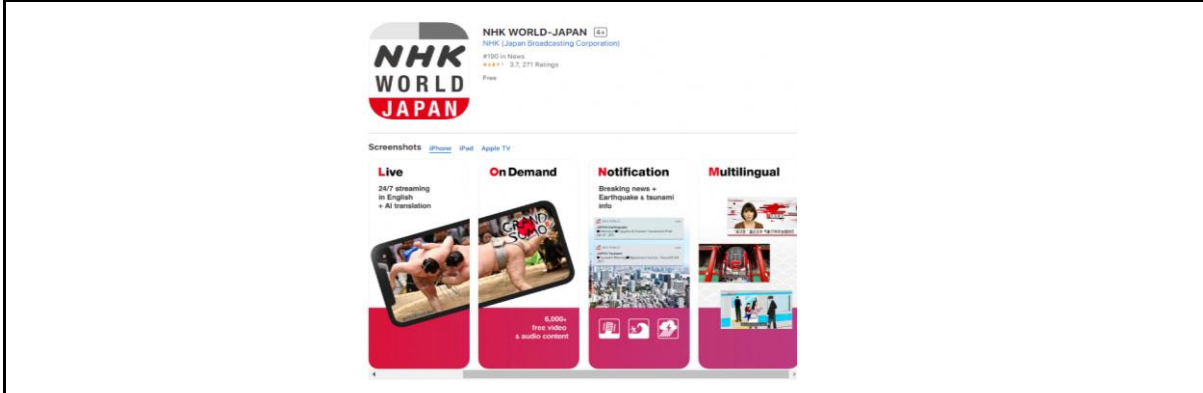 NHK
WORLD
JAPAN
NHK WORLD-JAPAN 4+
NHK (Japan Broadcasting Corporation)
#190 in News
3.7, 271 Ratings
Free
Screenshots iPhone iPad Apple TV
Live
24/7 streaming
in English
+ AI translation
On Demand
GRAND
SUMO
6,000+
free video
& audio content
Notification
Breaking news +
Earthquake & tsunami
info
Multilingual